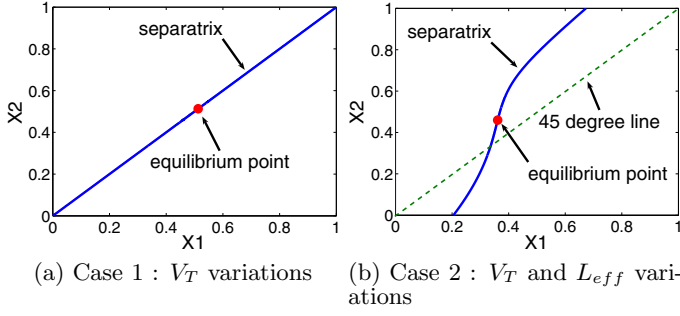 1
0.8
0.6
0.4
0.2
0
X2
separatrix
equilibrium point
0 0.2 0.4 0.6 0.8 1
X1
(a) Case 1 : V_T variations
1
0.8
0.6
0.4
0.2
0
X2
separatrix
45 degree line
equilibrium point
0 0.2 0.4 0.6 0.8 1
X1
(b) Case 2 : V_T and L_{eff} vari-
ations